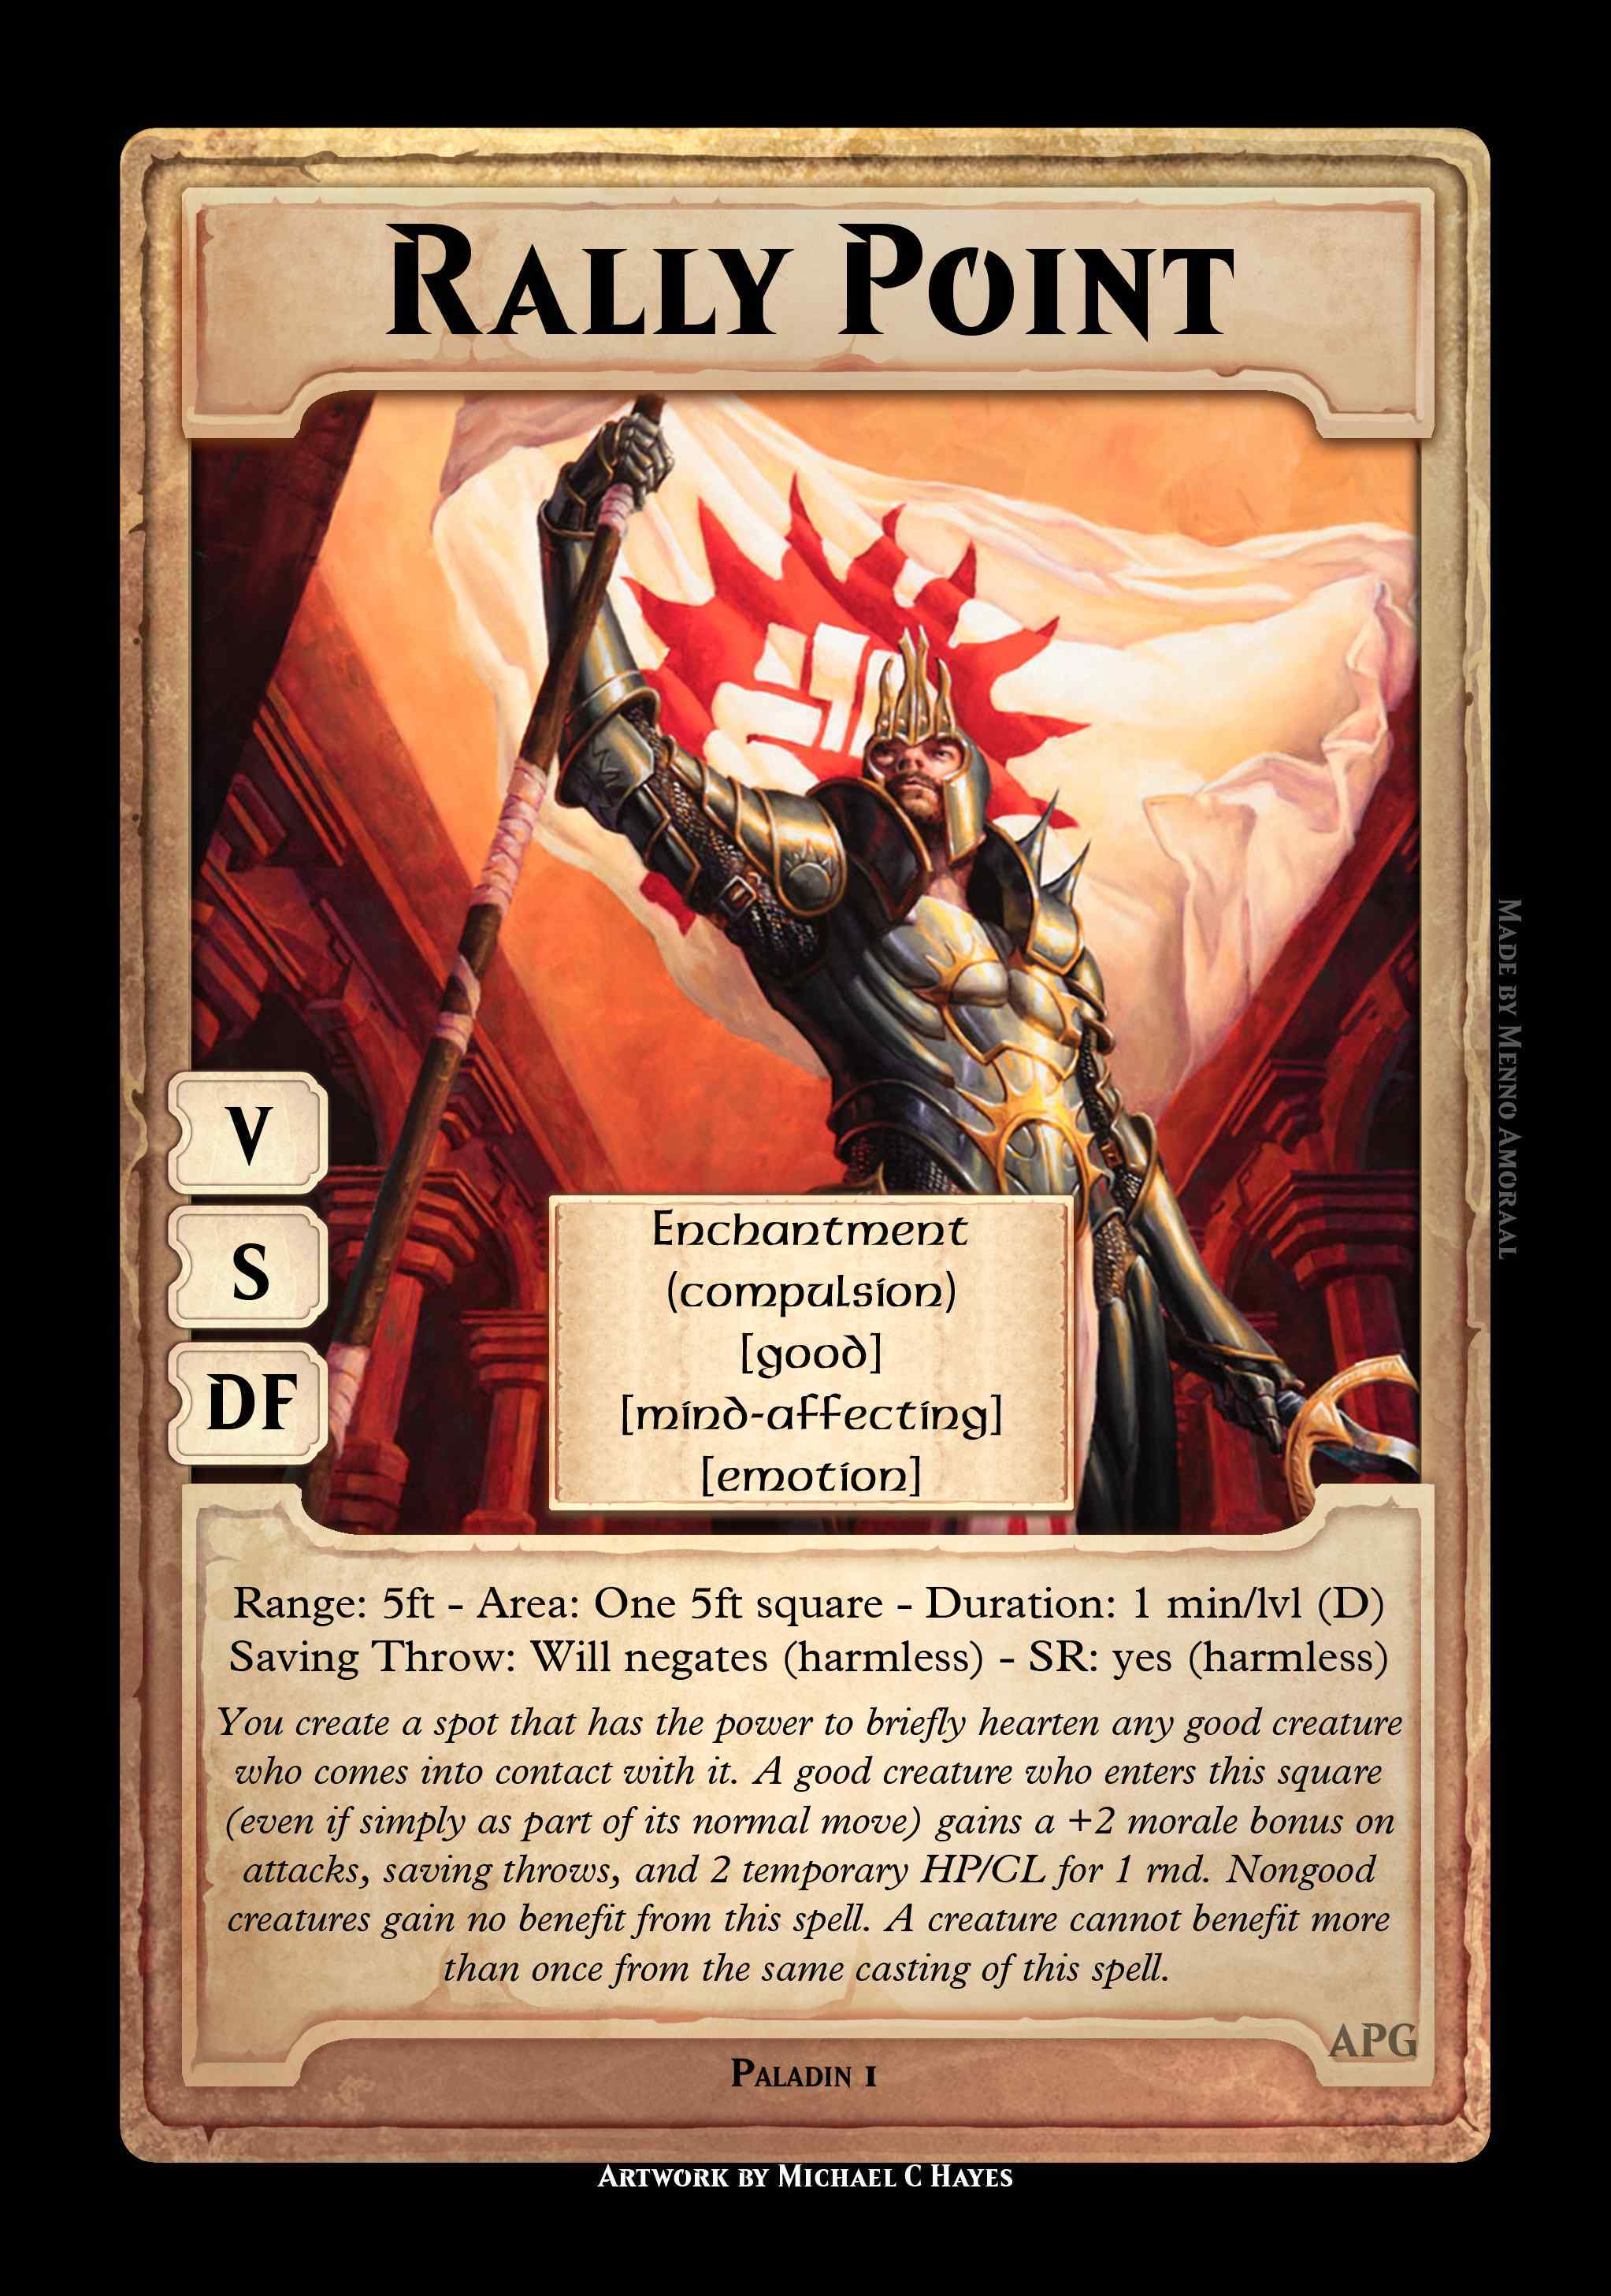 Rally Point
V
S
DF
Enchantment
(compulsion)
[good]
[mind-affecting]
[emotion]
Range: 5ft - Area: One 5ft square - Duration: 1 min/lvl (D)
Saving Throw: Will negates (harmless) - SR: yes (harmless)
You create a spot that has the power to briefly hearten any good creature
who comes into contact with it. A good creature who enters this square
(even if simply as part of its normal move) gains a +2 morale bonus on
attacks, saving throws, and 2 temporary HP/CL for 1 rnd. Nongood
creatures gain no benefit from this spell. A creature cannot benefit more
than once from the same casting of this spell.
APG
Paladin 1
Artwork by Michael C Hayes
Made by Menno Amoraal